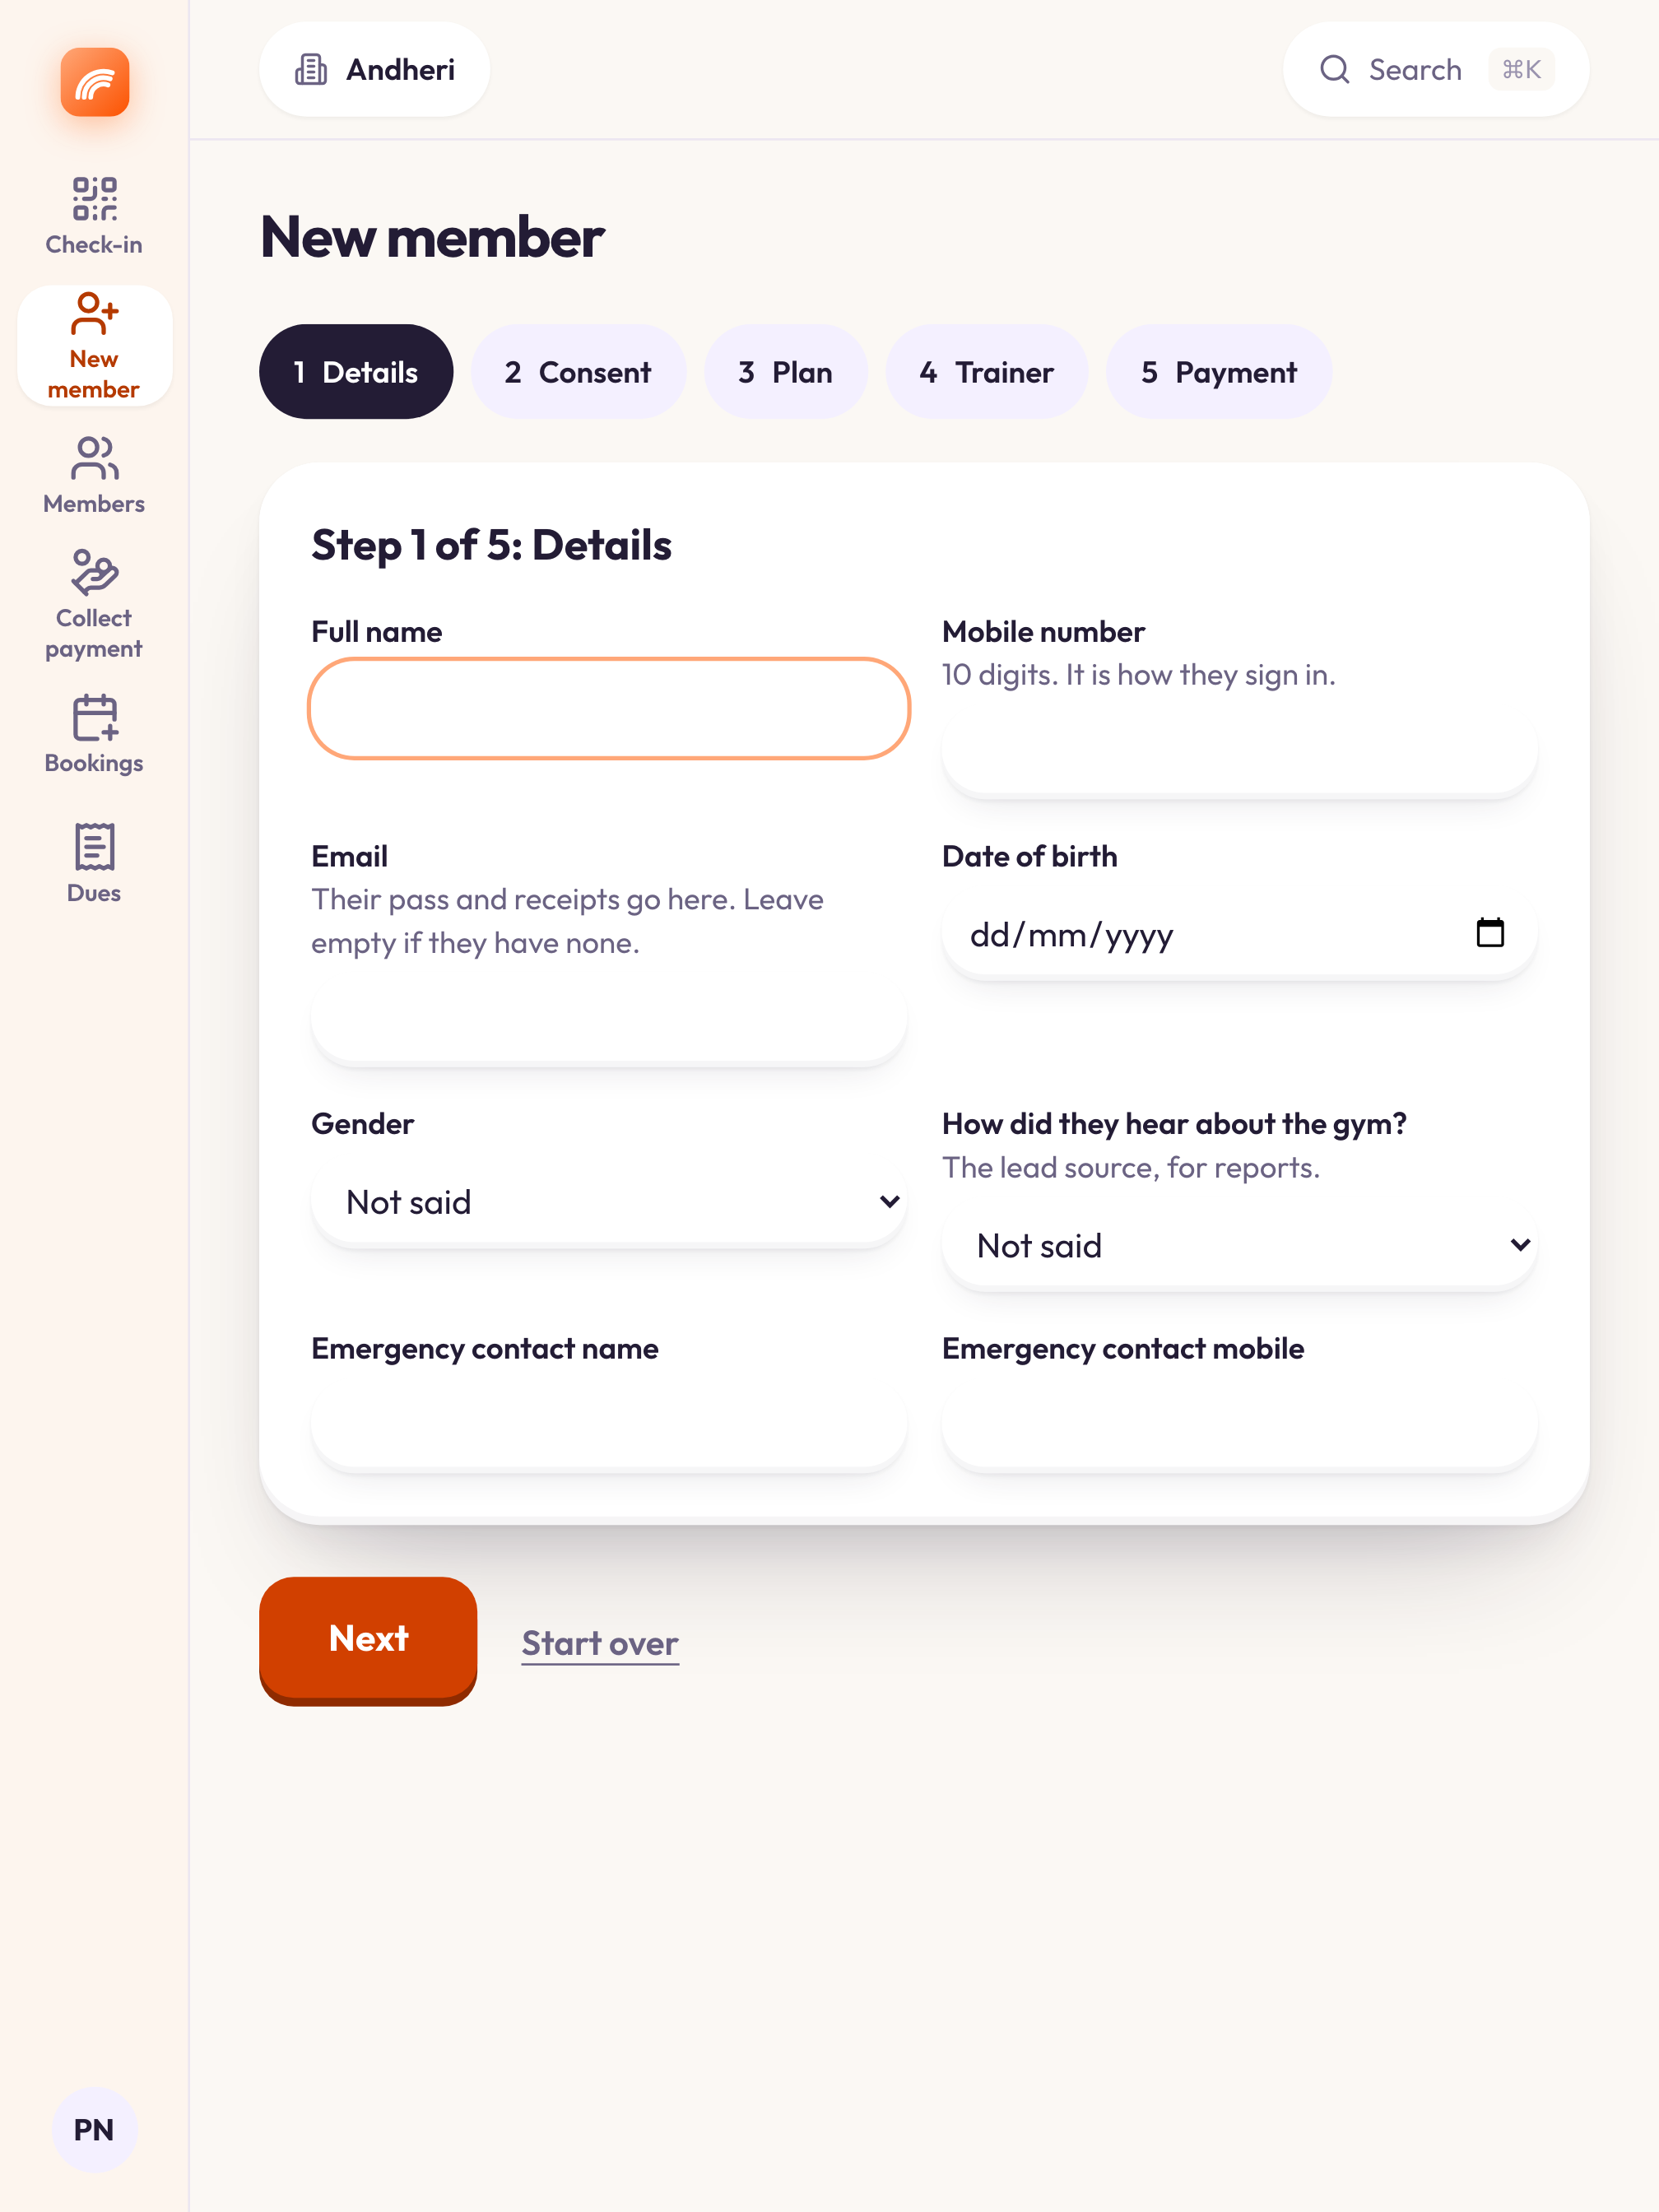 Andheri
Search ⌘K
Check-in
New
member
Members
Collect
payment
Bookings
Dues
PN
New member
1 Details
2 Consent
3 Plan
4 Trainer
5 Payment
Step 1 of 5: Details
Full name
Mobile number
10 digits. It is how they sign in.
Email
Their pass and receipts go here. Leave
empty if they have none.
Date of birth
dd/mm/yyyy
Gender
Not said
How did they hear about the gym?
The lead source, for reports.
Not said
Emergency contact name
Emergency contact mobile
Next
Start over